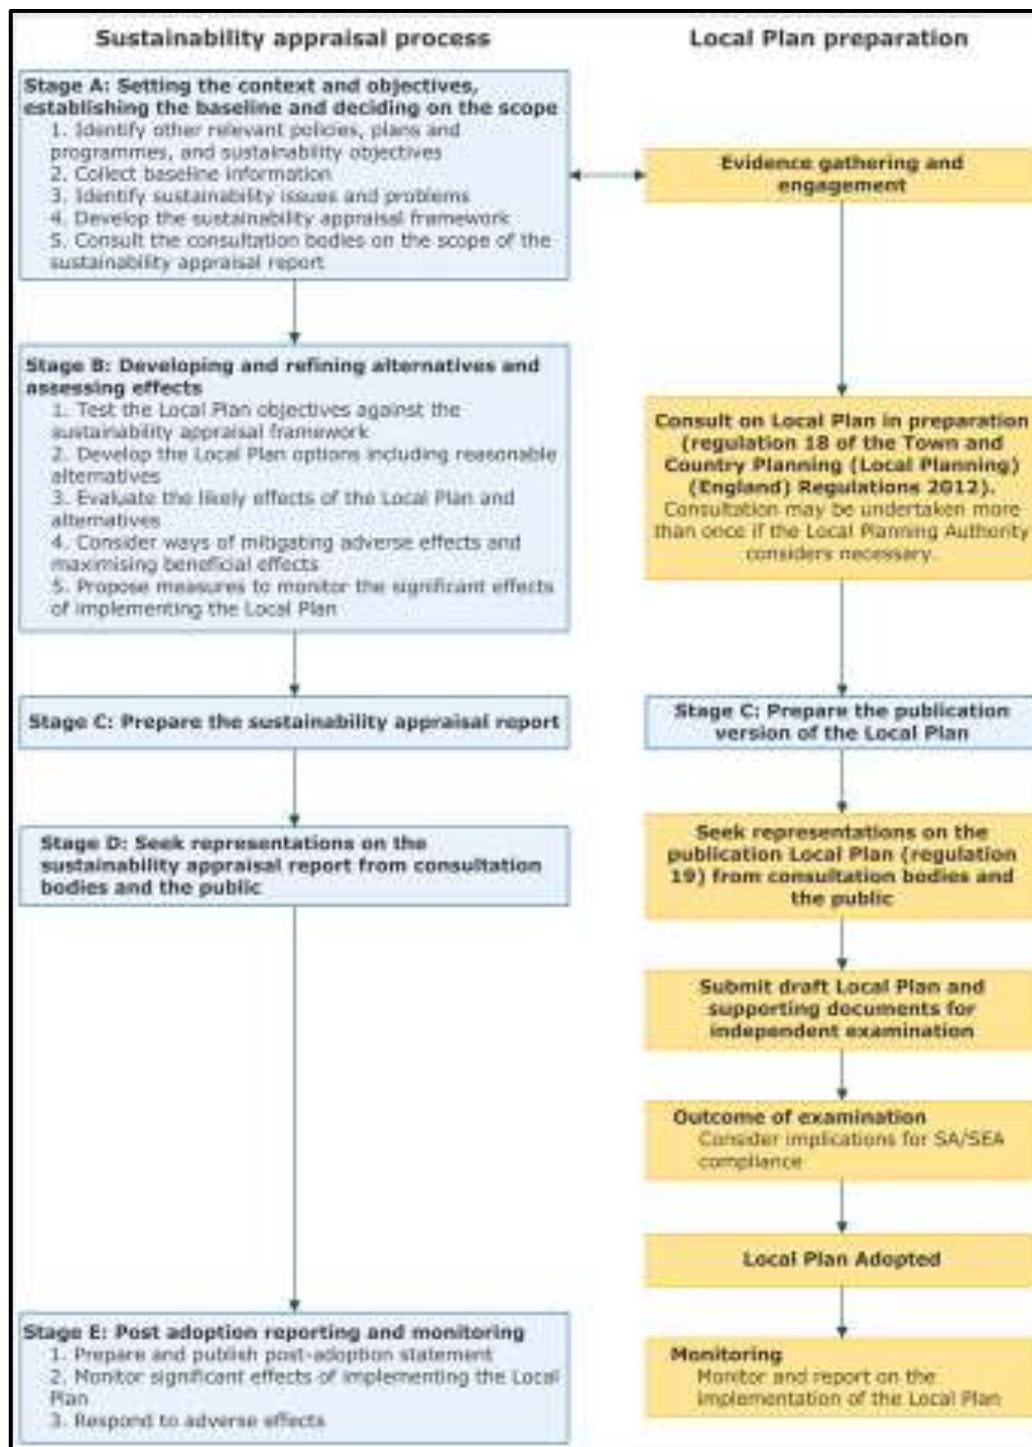 Sustainability appraisal process
Stage A: Setting the context and objectives,
establishing the baseline and deciding on the scope
1. Identify other relevant policies, plans and
programmes, and sustainability objectives
2. Collect baseline information
3. Identify sustainability issues and problems
4. Develop the sustainability appraisal framework
5. Consult the consultation bodies on the scope of the
sustainability appraisal report
Stage B: Developing and refining alternatives and
assessing effects
1. Test the Local Plan objectives against the
sustainability appraisal framework
2. Develop the Local Plan options including reasonable
alternatives
3. Evaluate the likely effects of the Local Plan and
alternatives
4. Consider ways of mitigating adverse effects and
maximising beneficial effects
5. Propose measures to monitor the significant effects
of implementing the Local Plan
Stage C: Prepare the sustainability appraisal report
Stage D: Seek representations on the
sustainability appraisal report from consultation
bodies and the public
Stage E: Post adoption reporting and monitoring
1. Prepare and publish post-adoption statement
2. Monitor significant effects of implementing the Local
Plan
3. Respond to adverse effects
Local Plan preparation
Evidence gathering and
engagement
Consult on Local Plan in preparation
(regulation 18 of the Town and
Country Planning (Local Planning)
(England) Regulations 2012).
Consultation may be undertaken more
than once if the Local Planning Authority
considers necessary.
Stage C: Prepare the publication
version of the Local Plan
Seek representations on the
publication Local Plan (regulation
19) from consultation bodies and
the public
Submit draft Local Plan and
supporting documents for
independent examination
Outcome of examination
Consider implications for SA/SEA
compliance
Local Plan Adopted
Monitoring
Monitor and report on the
implementation of the Local Plan